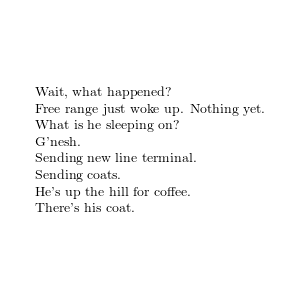 Wait, what happened?
Free range just woke up. Nothing yet.
What is he sleeping on?
G'nesh.
Sending new line terminal.
Sending coats.
He's up the hill for coffee.
There's his coat.